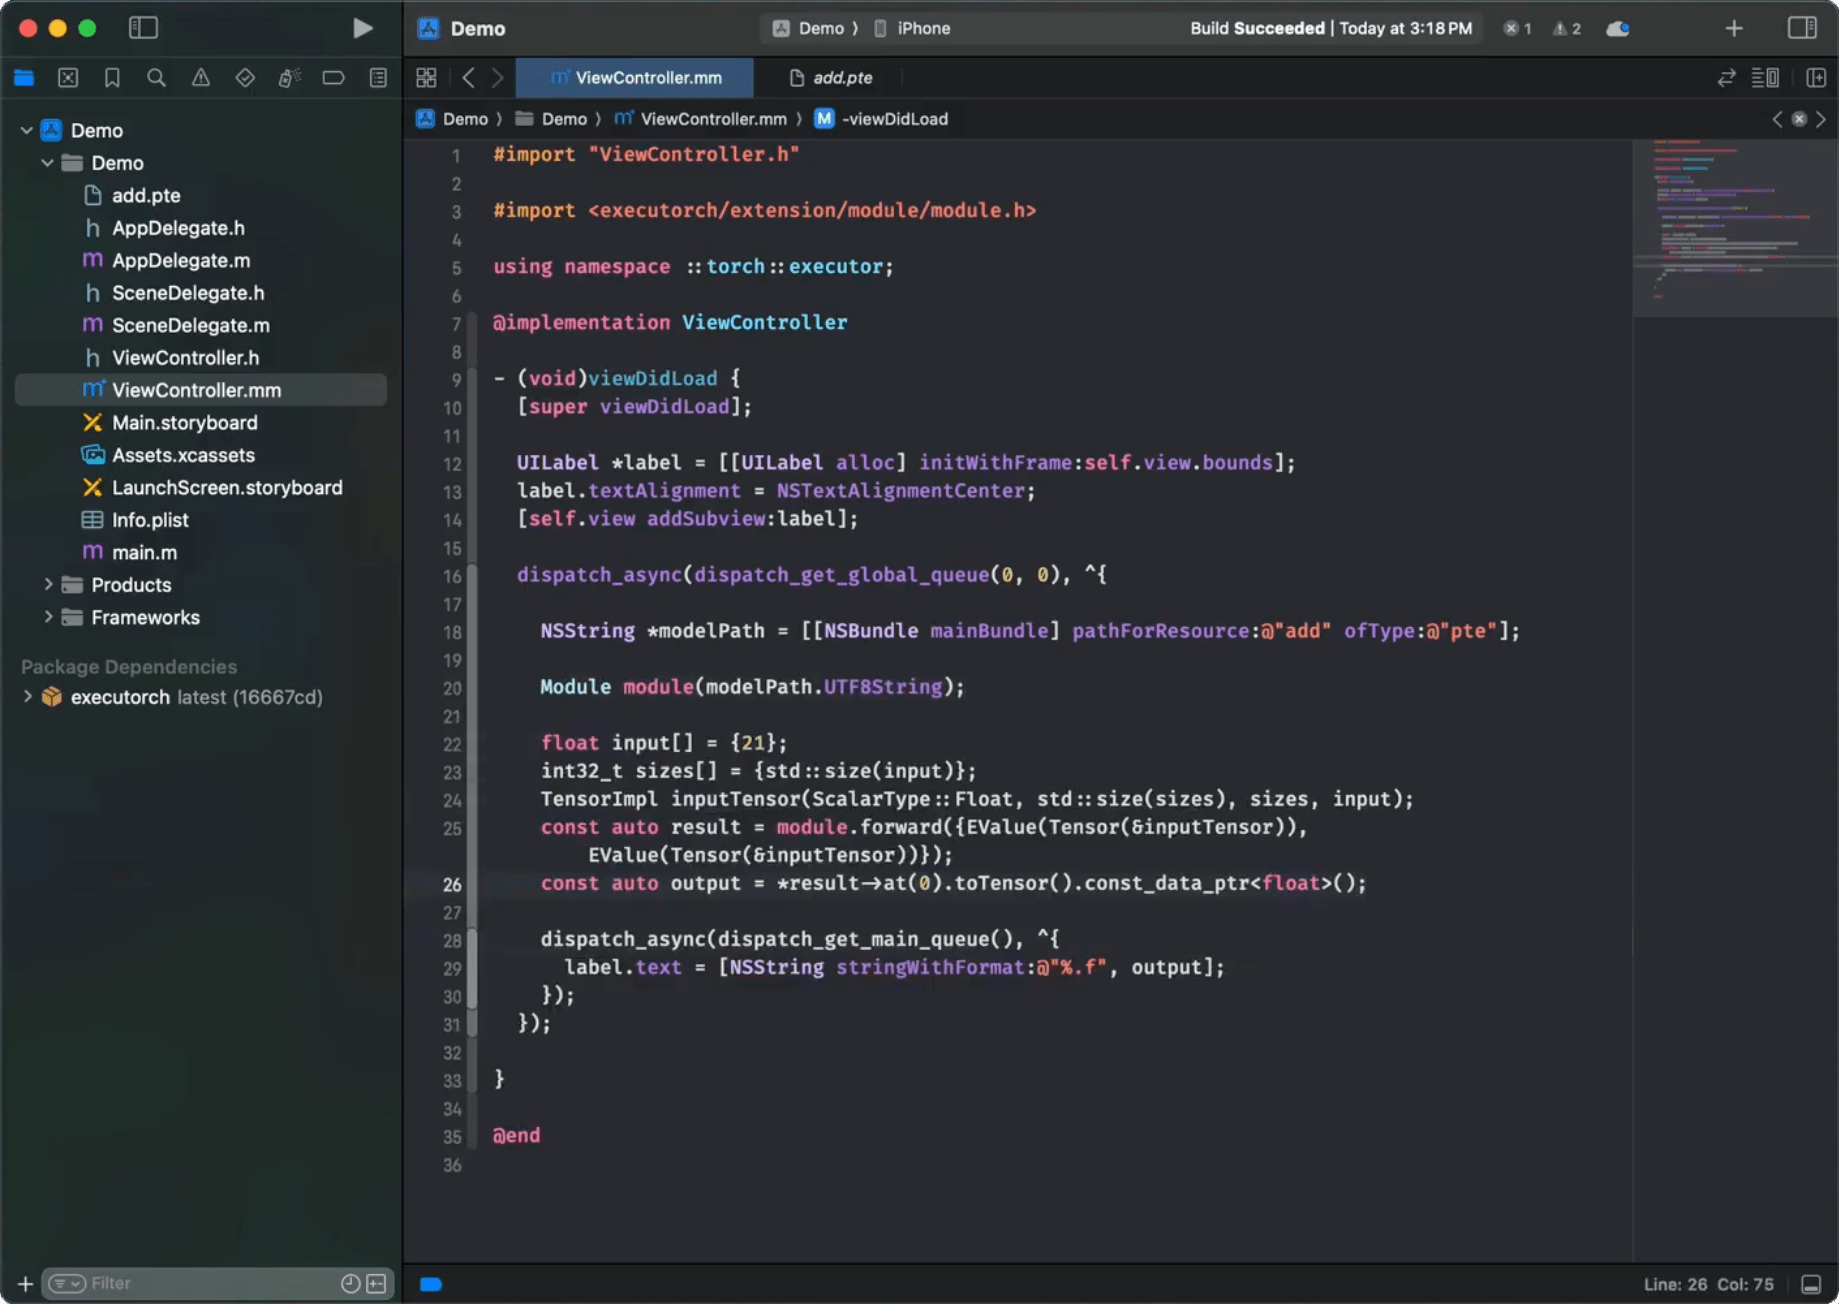 Demo
Demo 〉 iPhone
Build Succeeded | Today at 3:18 PM
1
2
ViewController.mm
add.pte
Demo 〉 Demo 〉 ViewController.mm 〉 M -viewDidLoad
Demo
Demo
add.pte
h AppDelegate.h
m AppDelegate.m
h SceneDelegate.h
m SceneDelegate.m
h ViewController.h
m+ ViewController.mm
Main.storyboard
Assets.xcassets
LaunchScreen.storyboard
Info.plist
m main.m
Products
Frameworks
Package Dependencies
executorch latest (16667cd)
Filter
1 #import "ViewController.h"
2
3 #import <executorch/extension/module/module.h>
4
5 using namespace ::torch::executor;
6
7 @implementation ViewController
8
9 - (void)viewDidLoad {
10 [super viewDidLoad];
11
12 UILabel *label = [[UILabel alloc] initWithFrame:self.view.bounds];
13 label.textAlignment = NSTextAlignmentCenter;
14 [self.view addSubview:label];
15
16 dispatch_async(dispatch_get_global_queue(0, 0), ^{
17
18 NSString *modelPath = [[NSBundle mainBundle] pathForResource:@"add" ofType:@"pte"];
19
20 Module module(modelPath.UTF8String);
21
22 float input[] = {21};
23 int32_t sizes[] = {std::size(input)};
24 TensorImpl inputTensor(ScalarType::Float, std::size(sizes), sizes, input);
25 const auto result = module.forward({EValue(Tensor(&inputTensor)),
EValue(Tensor(&inputTensor))});
26 const auto output = *result->at(0).toTensor().const_data_ptr<float>();
27
28 dispatch_async(dispatch_get_main_queue(), ^{
29 label.text = [NSString stringWithFormat:@"%.f", output];
30 });
31 });
32
33 }
34
35 @end
36
Line: 26 Col: 75